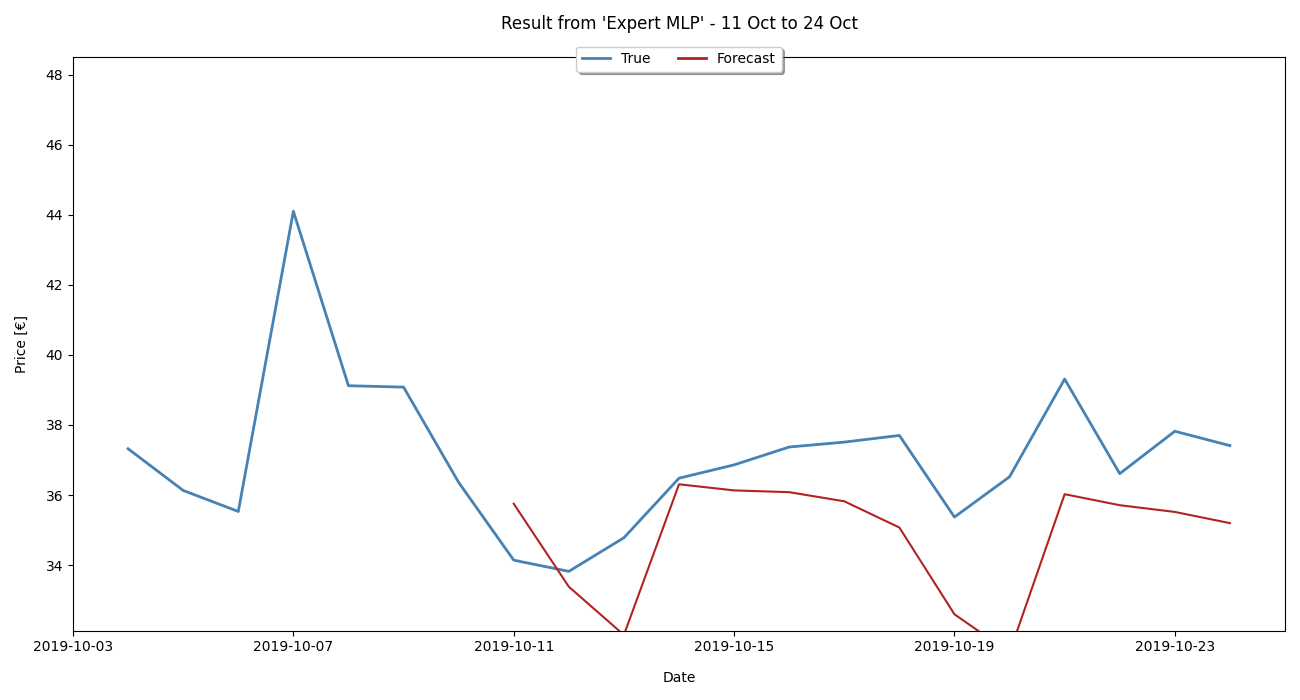 Result from 'Expert MLP' - 11 Oct to 24 Oct
True Forecast
48
46
44
42
40
38
36
34
Price [€]
2019-10-03 2019-10-07 2019-10-11 2019-10-15 2019-10-19 2019-10-23
Date